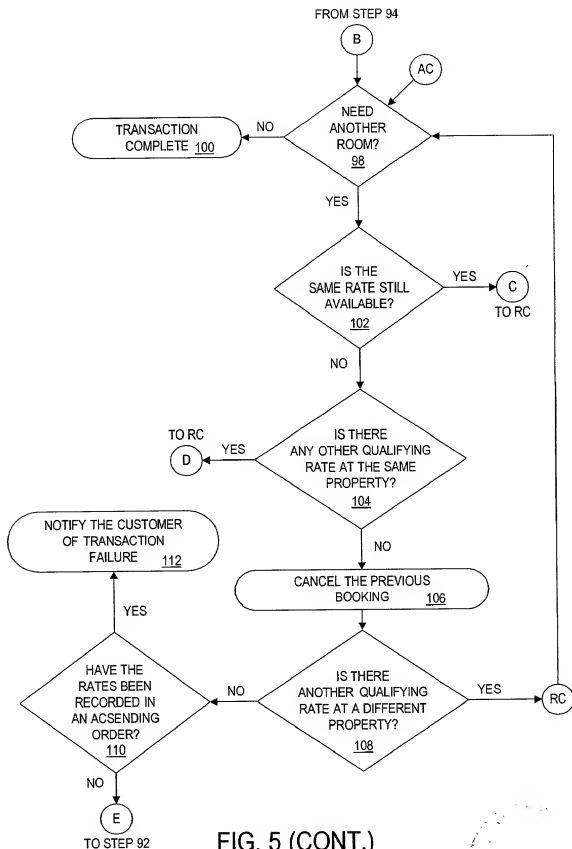 FROM STEP 94
B
AC
NEED
ANOTHER
ROOM?
98
NO
TRANSACTION
COMPLETE 100
YES
IS THE
SAME RATE STILL
AVAILABLE?
102
YES
C
TO RC
NO
IS THERE
ANY OTHER QUALIFYING
RATE AT THE SAME
PROPERTY?
104
TO RC
YES
D
NO
CANCEL THE PREVIOUS
BOOKING 106
NOTIFY THE CUSTOMER
OF TRANSACTION
FAILURE 112
YES
IS THERE
ANOTHER QUALIFYING
RATE AT A DIFFERENT
PROPERTY?
108
YES
RC
NO
HAVE THE
RATES BEEN
RECORDED IN
AN ACSENDING
ORDER?
110
NO
E
TO STEP 92
FIG. 5 (CONT.)